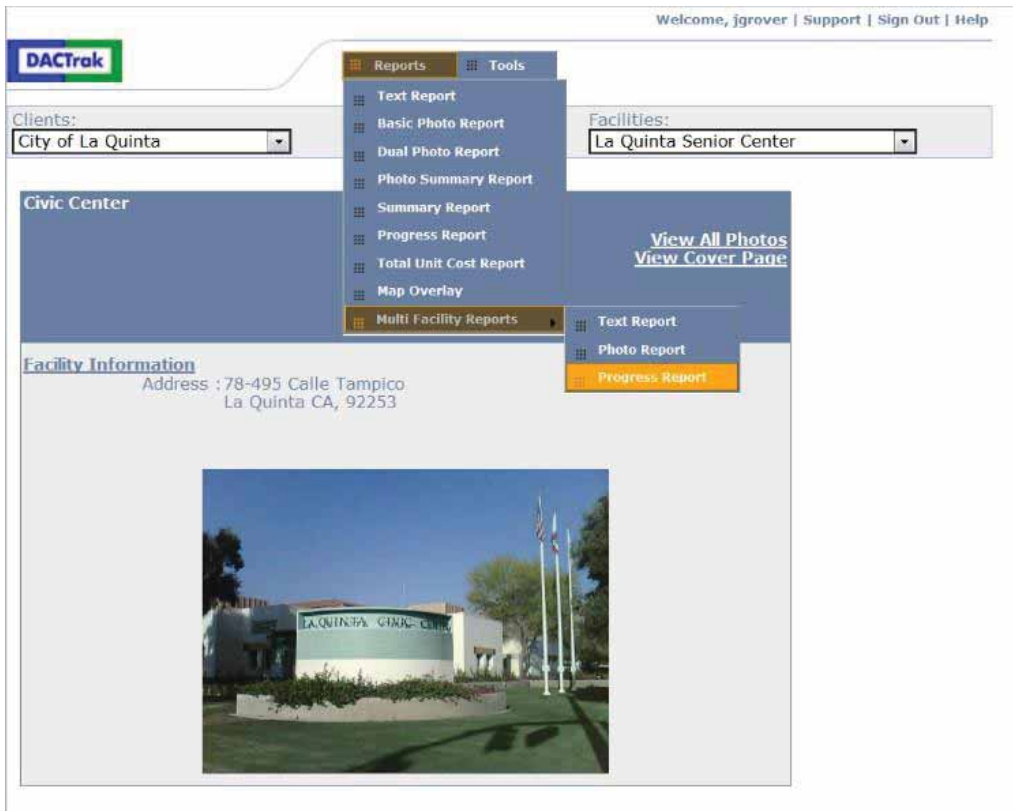 Welcome, jgrover | Support | Sign Out | Help
DACTrak
Reports Tools
Text Report
Basic Photo Report
Dual Photo Report
Photo Summary Report
Summary Report
Progress Report
Total Unit Cost Report
Map Overlay
Multi Facility Reports
Text Report
Photo Report
Progress Report
Clients:
City of La Quinta
Facilities:
La Quinta Senior Center
Civic Center
View All Photos
View Cover Page
Facility Information
Address : 78-495 Calle Tampico
La Quinta CA, 92253
LA QUINTA CIVIC CENTER